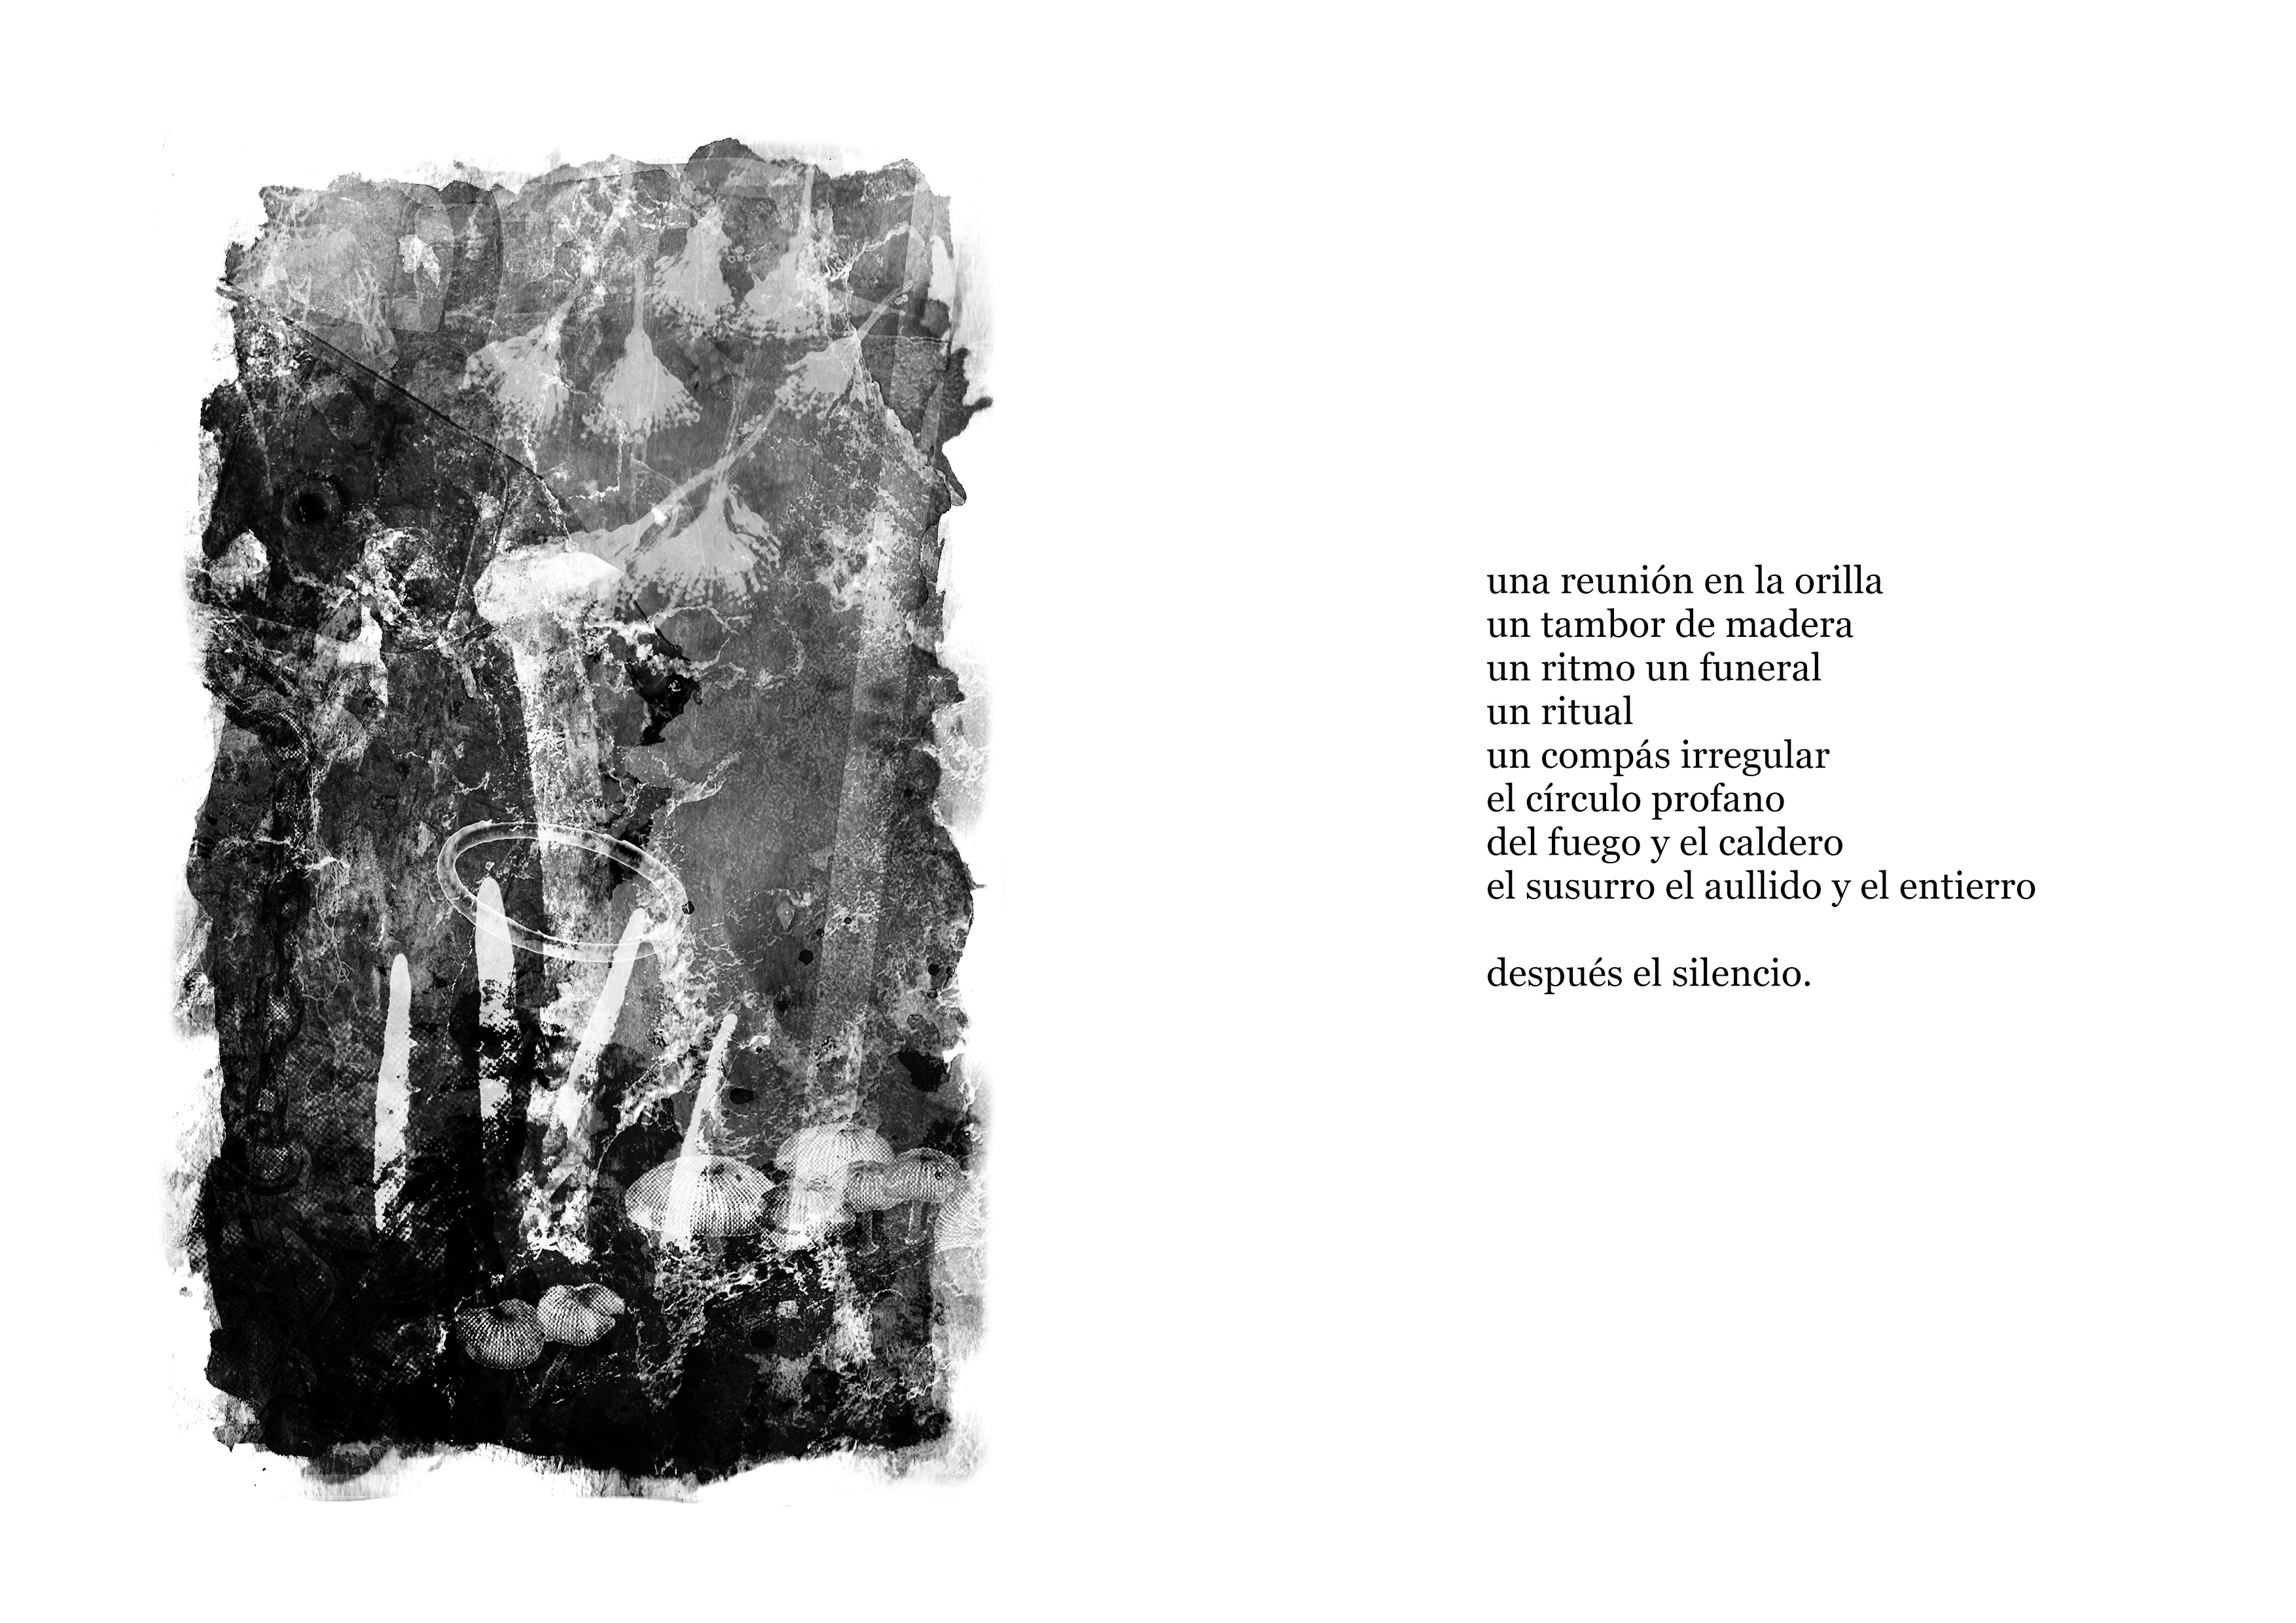 una reunión en la orilla
un tambor de madera
un ritmo un funeral
un ritual
un compás irregular
el círculo profano
del fuego y el caldero
el susurro el aullido y el entierro
después el silencio.